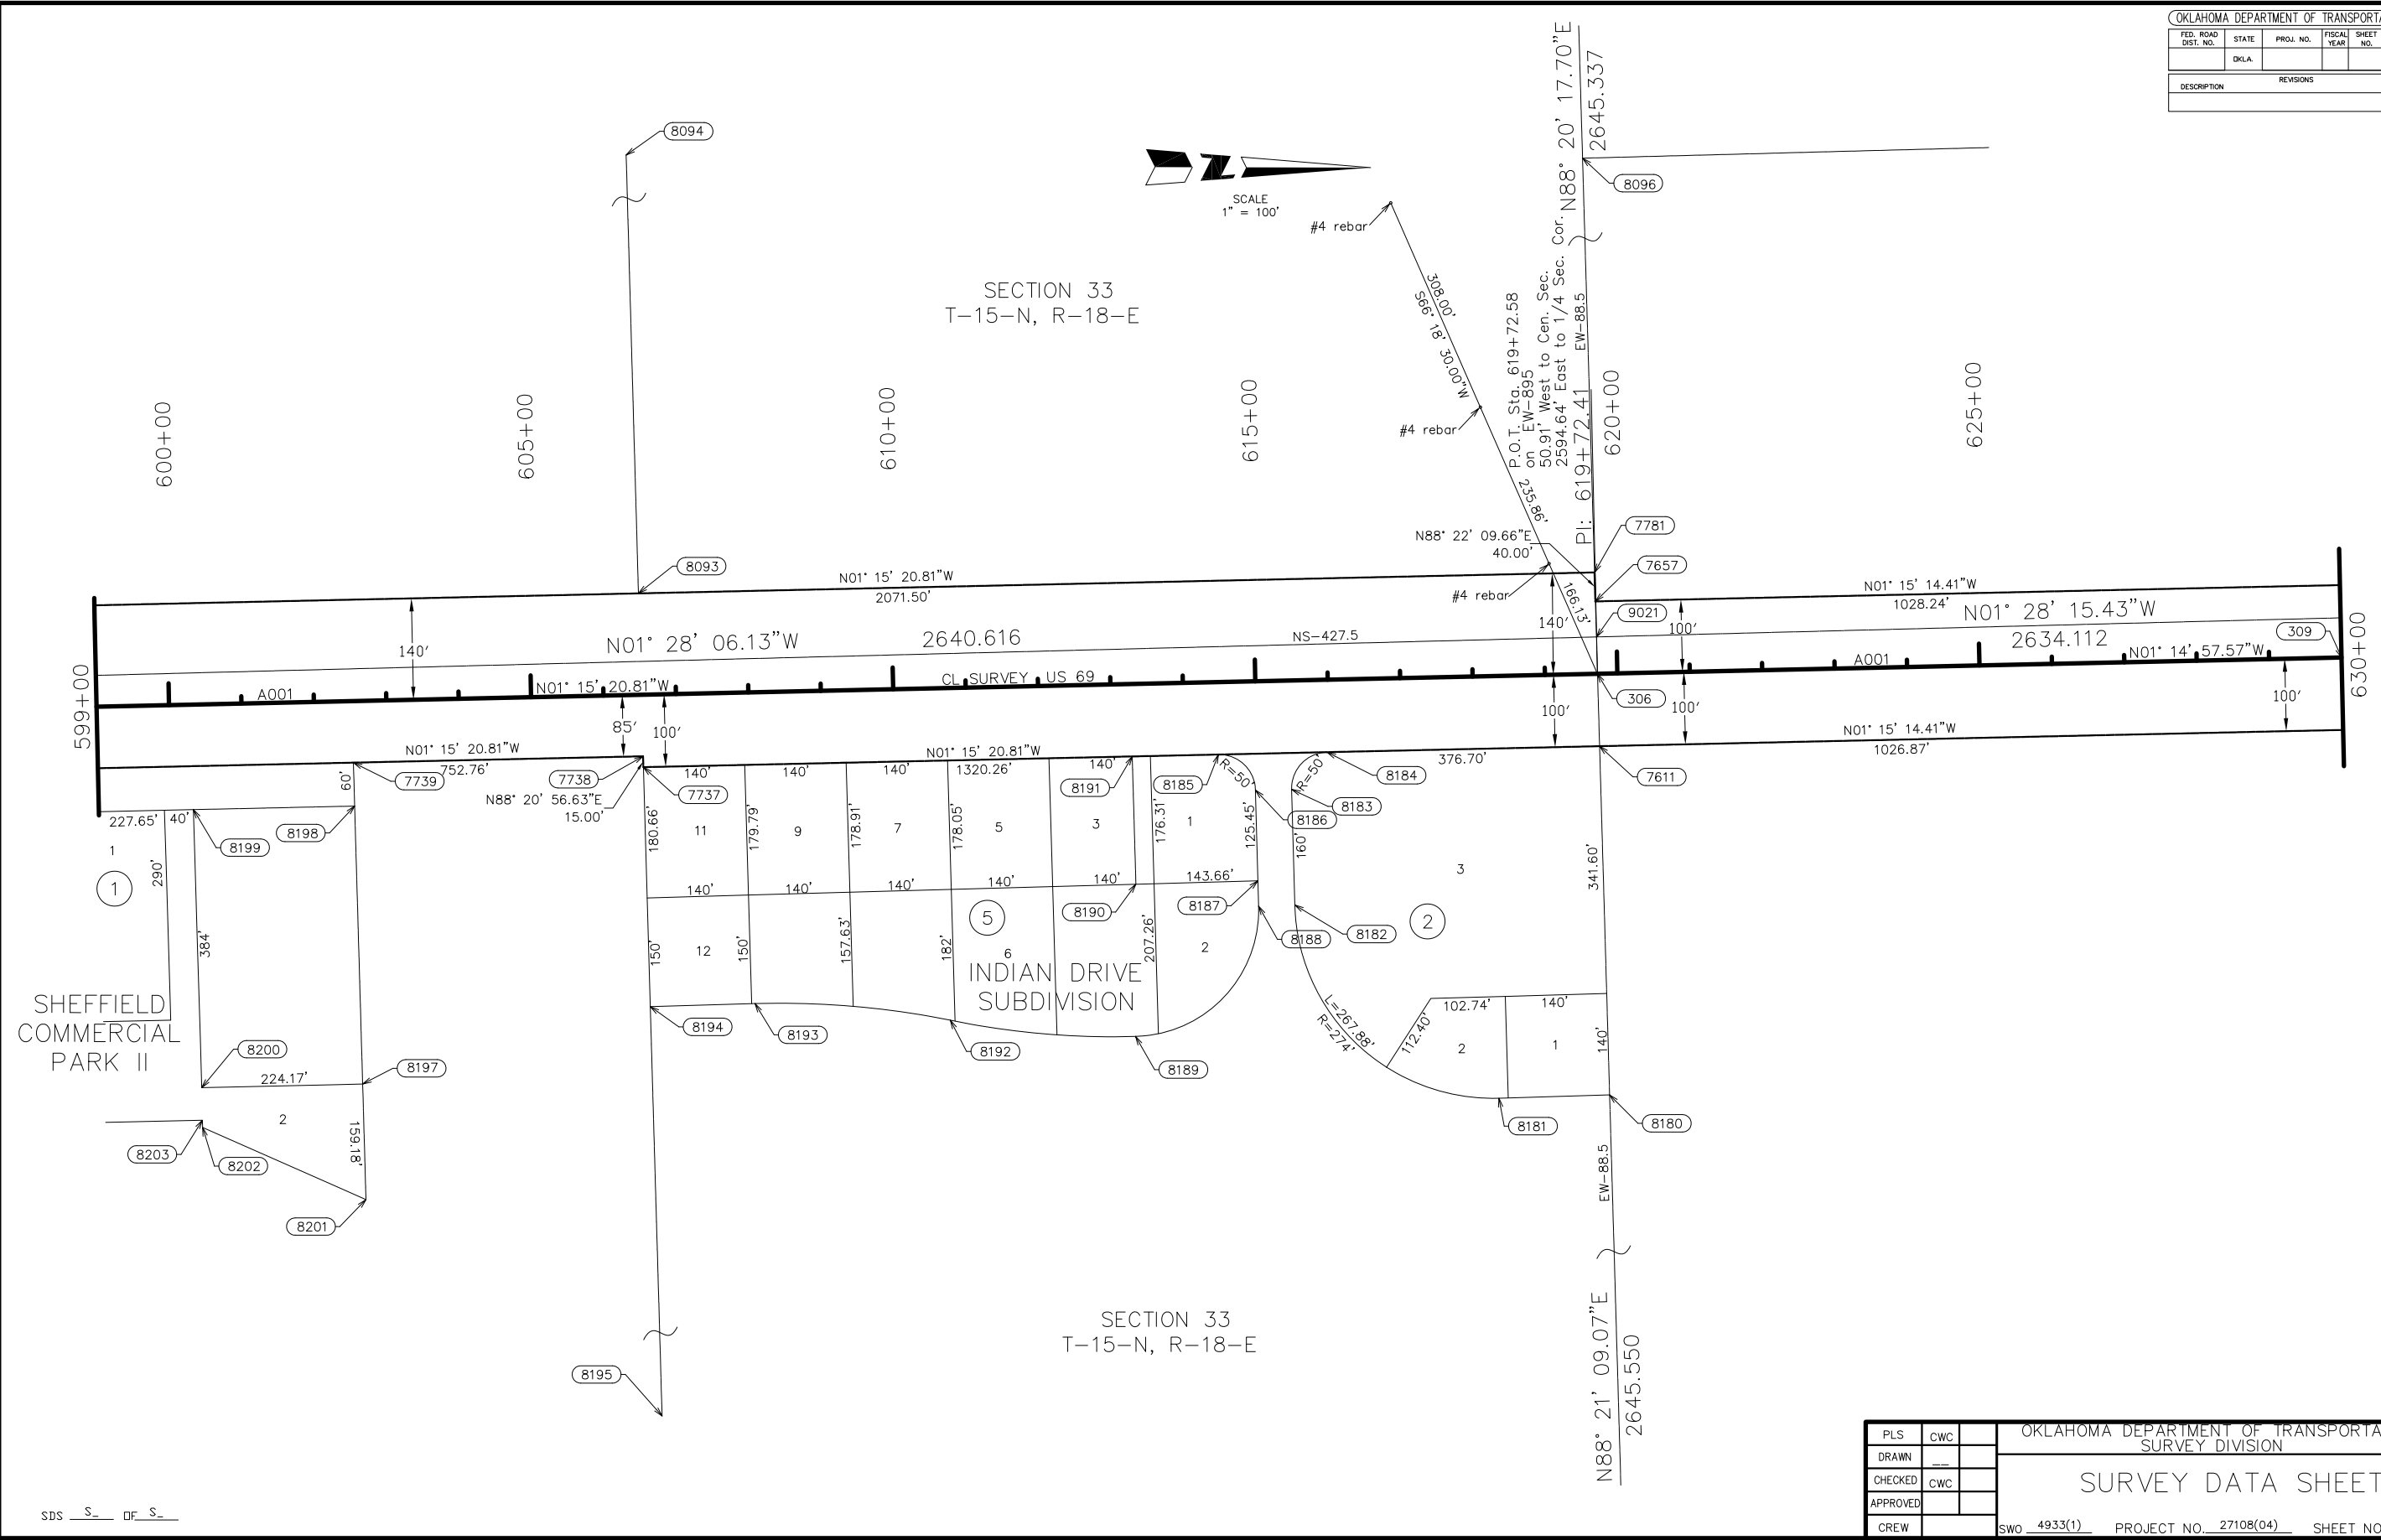 OKLAHOMA DEPARTMENT OF TRANSPORTA
FED. ROAD DIST. NO.
STATE
PROJ. NO.
FISCAL YEAR
SHEET NO.
OKLA.
REVISIONS
DESCRIPTION
8094
SCALE
1" = 100'
#4 rebar
#4 rebar
#4 rebar
308.00'
S66° 18' 30.00"W
235.86'
166.13'
SECTION 33
T-15-N, R-18-E
P.O.T. Sta. 619+72.58
on EW-895
50.91' West to Cen. Sec.
2594.64' East to 1/4 Sec. Cor.
N88° 20' 17.70"E
2645.337
8096
EW-88.5
PI: 619+72.41
600+00
605+00
610+00
615+00
620+00
625+00
N88° 22' 09.66"E
40.00'
7781
7657
9021
8093
N01° 15' 20.81"W
2071.50'
N01° 15' 14.41"W
1028.24'
N01° 28' 15.43"W
2634.112
309
N01° 28' 06.13"W
2640.616
NS-427.5
140'
140'
100'
A001
N01° 15' 20.81"W
CL SURVEY US 69
A001
N01° 14' 57.57"W
599+00
630+00
306
85'
100'
100'
100'
100'
N01° 15' 20.81"W
752.76'
N01° 15' 20.81"W
1320.26'
376.70'
N01° 15' 14.41"W
1026.87'
7739
7738
7737
N88° 20' 56.63"E
15.00'
60'
140'
140'
140'
140'
8191
8185
R=50'
R=50'
8184
8183
8186
7611
227.65'
40'
8199
8198
1
1
290'
384'
180.66'
11
179.79'
9
178.91'
7
178.05'
5
3
176.31'
1
125.45'
160'
3
341.60'
140'
140'
140'
140'
140'
143.66'
8190
8187
8188
8182
2
5
150'
12
150'
157.63'
182'
6
207.26'
2
INDIAN DRIVE
SUBDIVISION
SHEFFIELD
COMMERCIAL
PARK II
8194
8193
8192
8189
L=267.88'
R=274'
112.40'
102.74'
140'
2
1
140'
8200
224.17'
8197
2
159.18'
8203
8202
8201
8181
8180
EW-88.5
SECTION 33
T-15-N, R-18-E
8195
N88° 21' 09.07"E
2645.550
PLS CWC
DRAWN __
CHECKED CWC
APPROVED
CREW
OKLAHOMA DEPARTMENT OF TRANSPORTA
SURVEY DIVISION
SURVEY DATA SHEET
SWO 4933(1) PROJECT NO. 27108(04) SHEET NO
SDS S_ OF S_